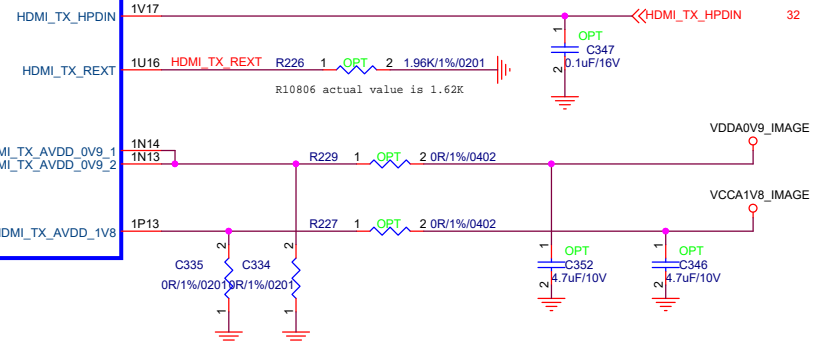 HDMI_TX_HPDIN 1V17 HDMI_TX_HPDIN 32
1 OPT
C347
2 0.1uF/16V
HDMI_TX_REXT 1U16 HDMI_TX_REXT R226 1 OPT 2 1.96K/1%/0201
R10806 actual value is 1.62K
VDDA0V9_IMAGE
MI_TX_AVDD_0V9_1 1N14
MI_TX_AVDD_0V9_2 1N13 R229 1 OPT 2 0R/1%/0402
VCCA1V8_IMAGE
HDMI_TX_AVDD_1V8 1P13 R227 1 OPT 2 0R/1%/0402
2 2 1 OPT 1 OPT
C335 C334 C352 C346
0R/1%/0201 0R/1%/0201 2 4.7uF/10V 2 4.7uF/10V
1 1